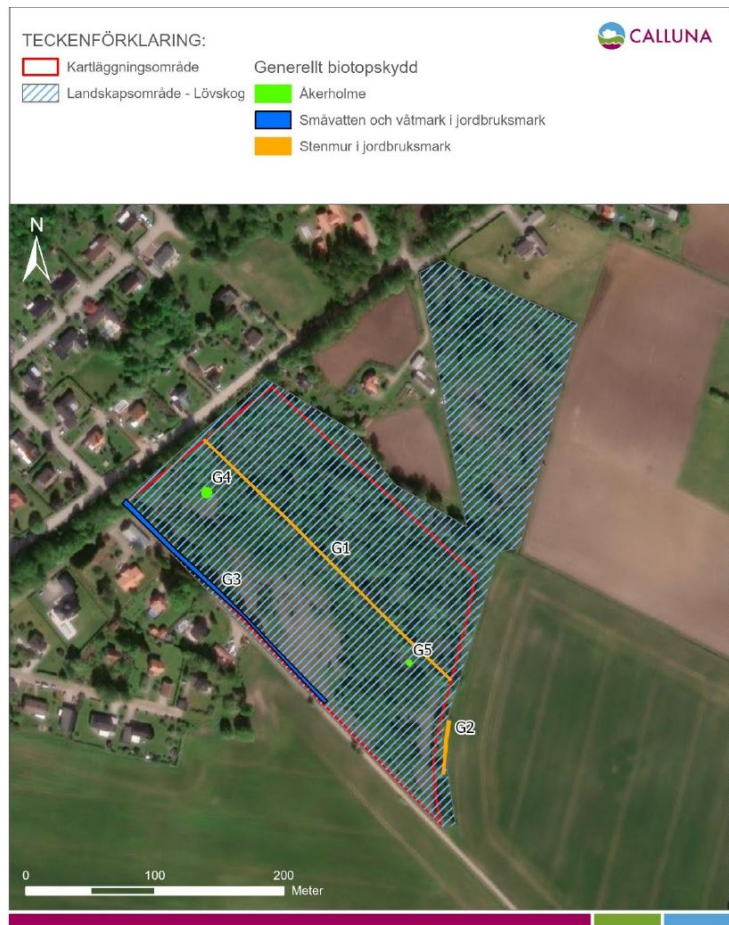 TECKENFÖRKLARING:
CALLUNA
Kartläggningsområde
Landskapsområde - Lövskog
Generellt biotopskydd
Åkerholme
Småvatten och våtmark i jordbruksmark
Stenmur i jordbruksmark
N
G4
G1
G3
G5
G2
0 100 200
Meter